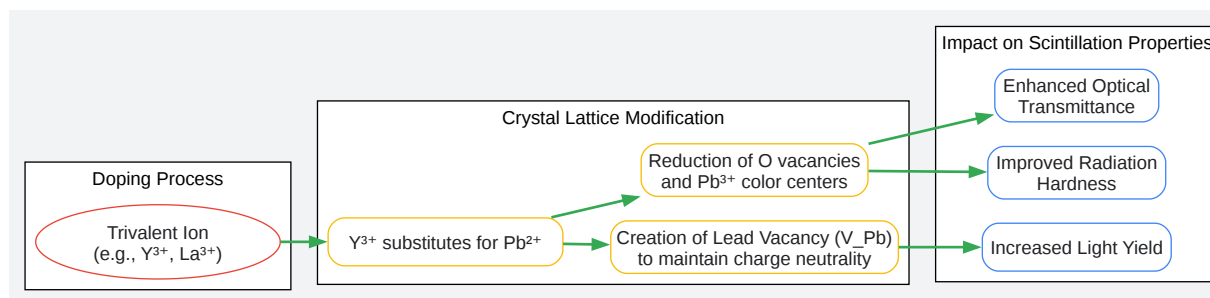 Doping Process
Trivalent Ion
(e.g., Y³⁺, La³⁺)
Crystal Lattice Modification
Y³⁺ substitutes for Pb²⁺
Reduction of O vacancies
and Pb³⁺ color centers
Creation of Lead Vacancy (V_Pb)
to maintain charge neutrality
Impact on Scintillation Properties
Enhanced Optical
Transmittance
Improved Radiation
Hardness
Increased Light Yield